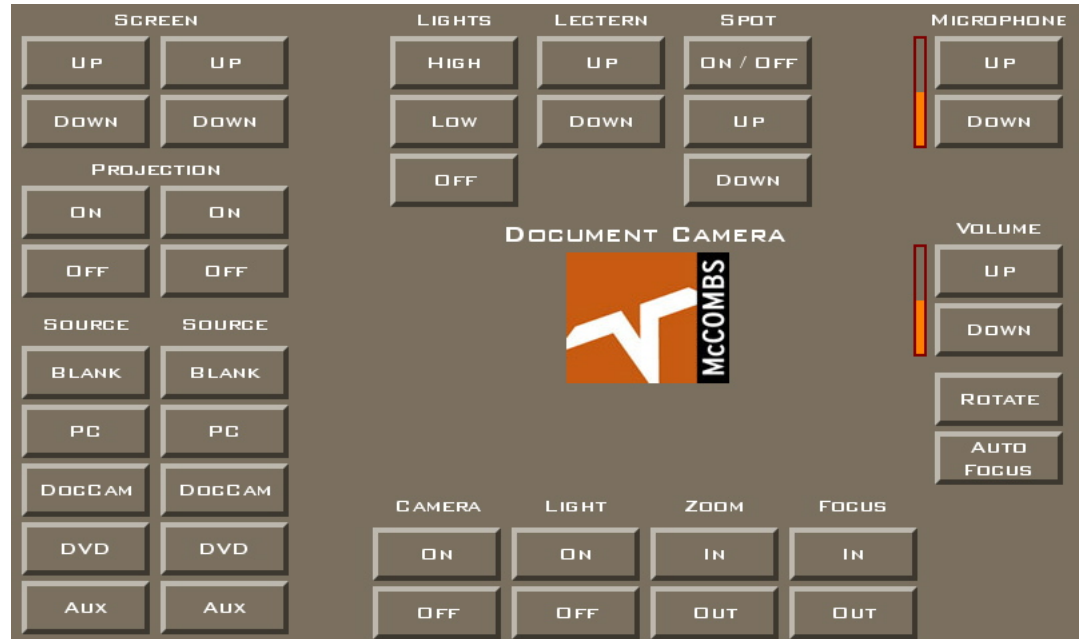 SCREEN
UP UP
DOWN DOWN
PROJECTION
ON ON
OFF OFF
SOURCE SOURCE
BLANK BLANK
PC PC
DOCCAM DOCCAM
DVD DVD
AUX AUX
LIGHTS LECTERN SPOT
HIGH UP ON / OFF
LOW DOWN UP
OFF DOWN
DOCUMENT CAMERA
McCOMBS
CAMERA LIGHT ZOOM FOCUS
ON ON IN IN
OFF OFF OUT OUT
MICROPHONE
UP
DOWN
VOLUME
UP
DOWN
ROTATE
AUTO
FOCUS